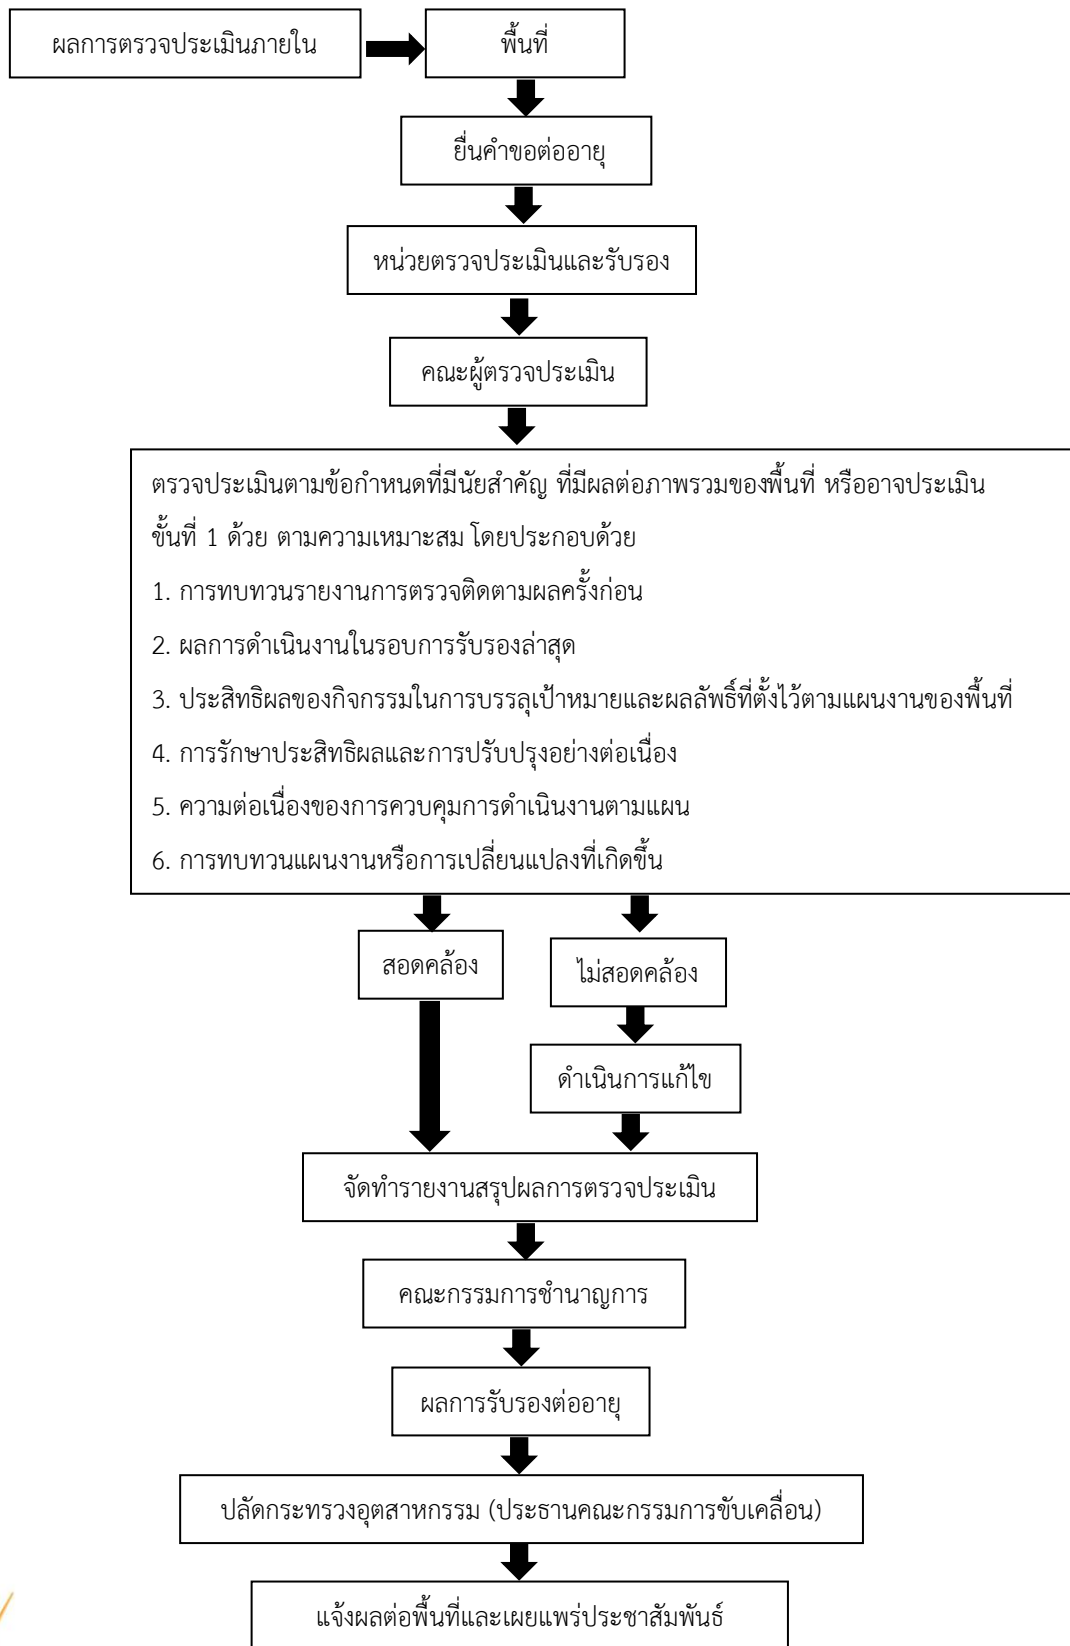 ผลการตรวจประเมินภายใน
พื้นที่
ยื่นคำขอต่ออายุ
หน่วยตรวจประเมินและรับรอง
คณะผู้ตรวจประเมิน
ตรวจประเมินตามข้อกำหนดที่มีนัยสำคัญ ที่มีผลต่อภาพรวมของพื้นที่ หรืออาจประเมิน
ขั้นที่ 1 ด้วย ตามความเหมาะสม โดยประกอบด้วย
1. การทบทวนรายงานการตรวจติดตามผลครั้งก่อน
2. ผลการดำเนินงานในรอบการรับรองล่าสุด
3. ประสิทธิผลของกิจกรรมในการบรรลุเป้าหมายและผลลัพธิ์ที่ตั้งไว้ตามแผนงานของพื้นที่
4. การรักษาประสิทธิผลและการปรับปรุงอย่างต่อเนื่อง
5. ความต่อเนื่องของการควบคุมการดำเนินงานตามแผน
6. การทบทวนแผนงานหรือการเปลี่ยนแปลงที่เกิดขึ้น
สอดคล้อง
ไม่สอดคล้อง
ดำเนินการแก้ไข
จัดทำรายงานสรุปผลการตรวจประเมิน
คณะกรรมการชำนาญการ
ผลการรับรองต่ออายุ
ปลัดกระทรวงอุตสาหกรรม (ประธานคณะกรรมการขับเคลื่อน)
แจ้งผลต่อพื้นที่และเผยแพร่ประชาสัมพันธ์